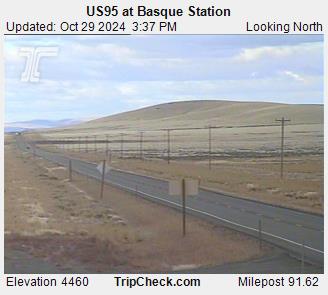 US95 at Basque Station
Updated: Oct 29 2024 3:37 PM Looking North
Elevation 4460 TripCheck.com Milepost 91.62